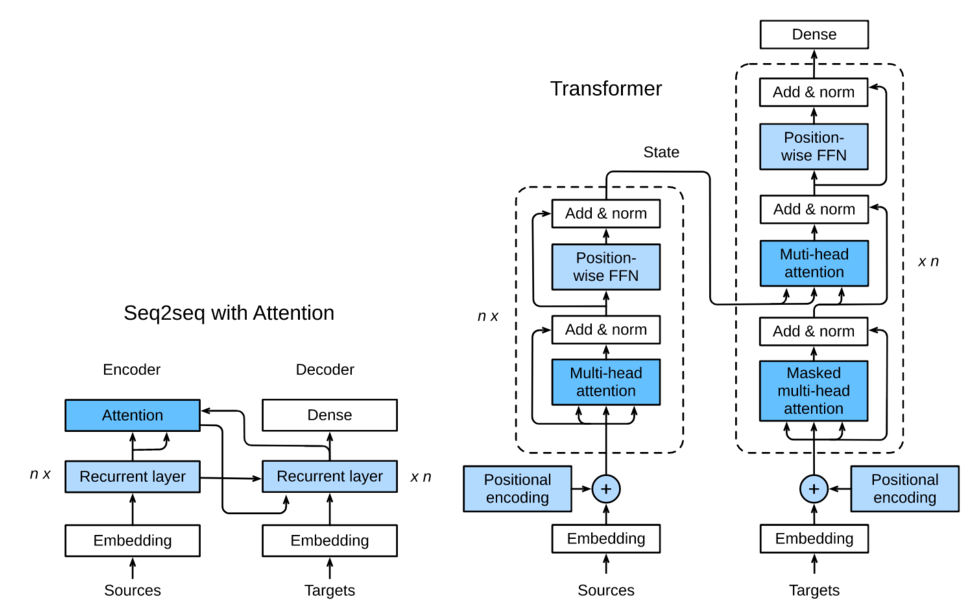 Seq2seq with Attention
Encoder
Decoder
Attention
Dense
n x
Recurrent layer
Recurrent layer
x n
Embedding
Embedding
Sources
Targets
Transformer
State
n x
Add & norm
Position-
wise FFN
Add & norm
Multi-head
attention
Positional
encoding
+
Embedding
Sources
Dense
Add & norm
Position-
wise FFN
Add & norm
Muti-head
attention
x n
Add & norm
Masked
multi-head
attention
+
Positional
encoding
Embedding
Targets